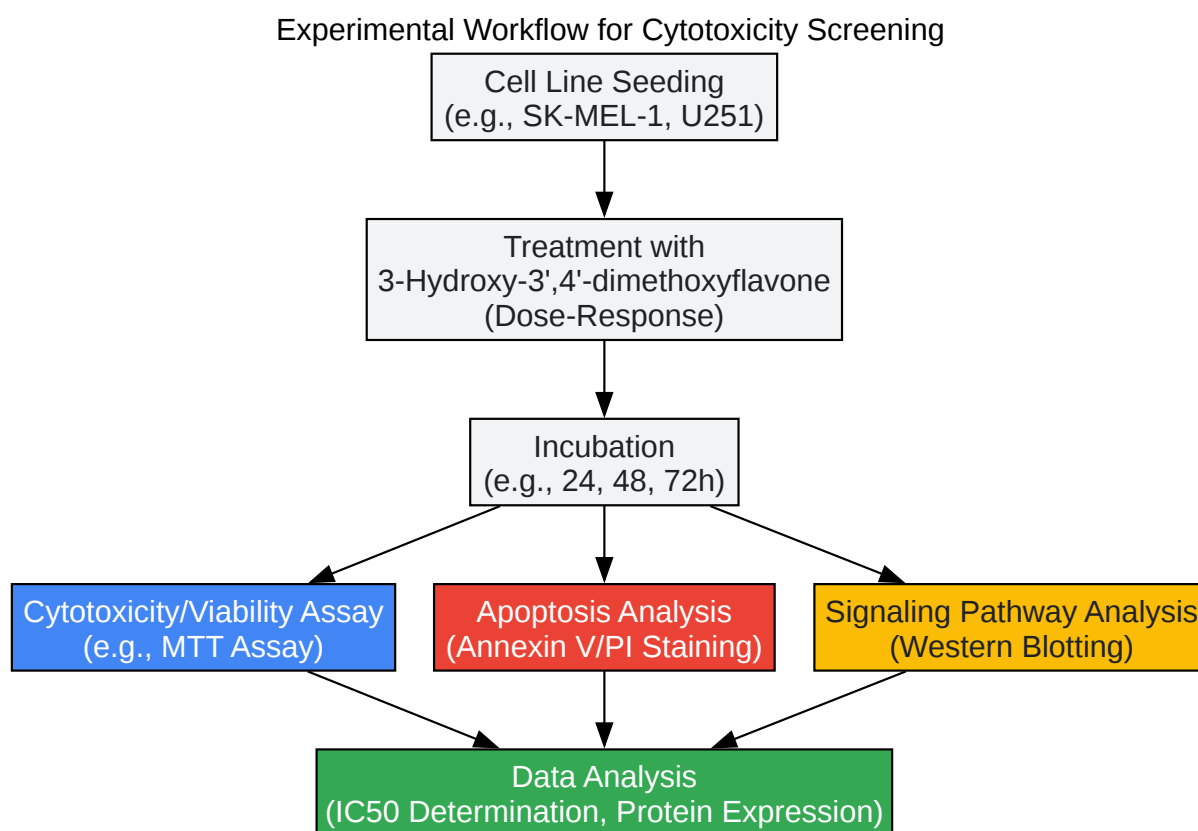 Experimental Workflow for Cytotoxicity Screening
Cell Line Seeding
(e.g., SK-MEL-1, U251)
Treatment with
3-Hydroxy-3',4'-dimethoxyflavone
(Dose-Response)
Incubation
(e.g., 24, 48, 72h)
Cytotoxicity/Viability Assay
(e.g., MTT Assay)
Apoptosis Analysis
(Annexin V/PI Staining)
Signaling Pathway Analysis
(Western Blotting)
Data Analysis
(IC50 Determination, Protein Expression)